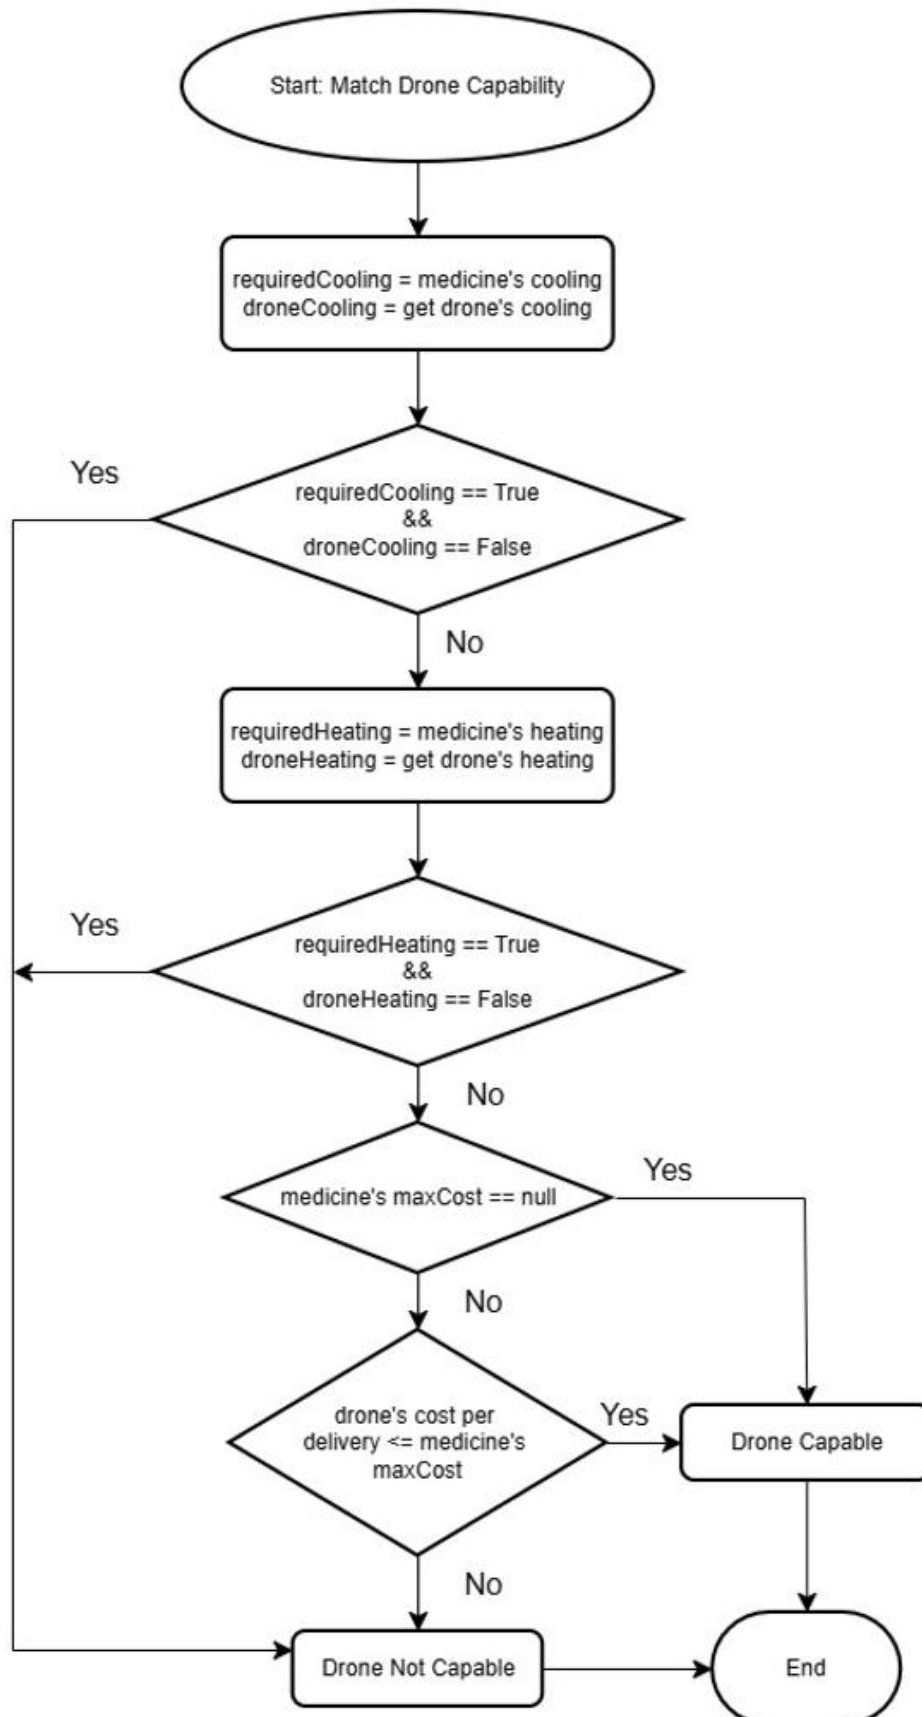 Start: Match Drone Capability
requiredCooling = medicine's cooling
droneCooling = get drone's cooling
Yes
requiredCooling == True
&&
droneCooling == False
No
requiredHeating = medicine's heating
droneHeating = get drone's heating
Yes
requiredHeating == True
&&
droneHeating == False
No
medicine's maxCost == null
Yes
No
drone's cost per
delivery <= medicine's
maxCost
Yes
Drone Capable
No
Drone Not Capable
End